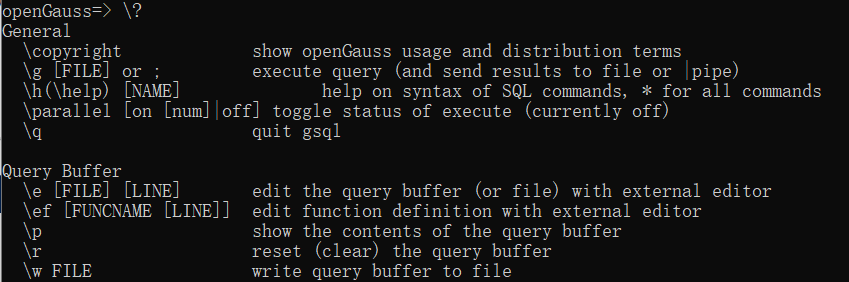 openGauss=> \?
General
  \copyright             show openGauss usage and distribution terms
  \g [FILE] or ;         execute query (and send results to file or |pipe)
  \h(\help) [NAME]              help on syntax of SQL commands, * for all commands
  \parallel [on [num]|off] toggle status of execute (currently off)
  \q                     quit gsql

Query Buffer
  \e [FILE] [LINE]       edit the query buffer (or file) with external editor
  \ef [FUNCNAME [LINE]]  edit function definition with external editor
  \p                     show the contents of the query buffer
  \r                     reset (clear) the query buffer
  \w FILE                write query buffer to file